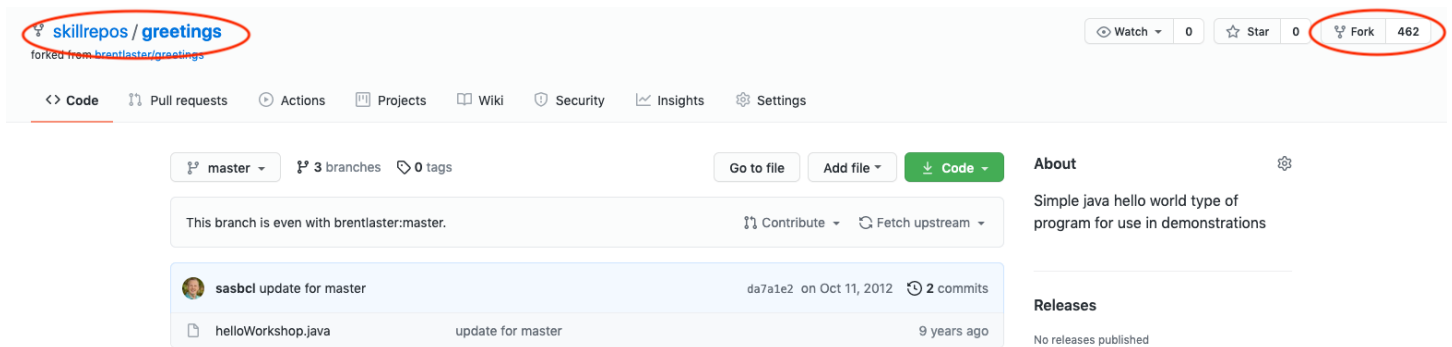 skillrepos / greetings
Watch 0 Star 0 Fork 462
forked from brentlaster/greetings
<> Code Pull requests Actions Projects Wiki Security Insights Settings
master 3 branches 0 tags Go to file Add file Code About
Simple java hello world type of
This branch is even with brentlaster:master. Contribute Fetch upstream program for use in demonstrations
sasbcl update for master da7a1e2 on Oct 11, 2012 2 commits
Releases
helloWorkshop.java update for master 9 years ago No releases published